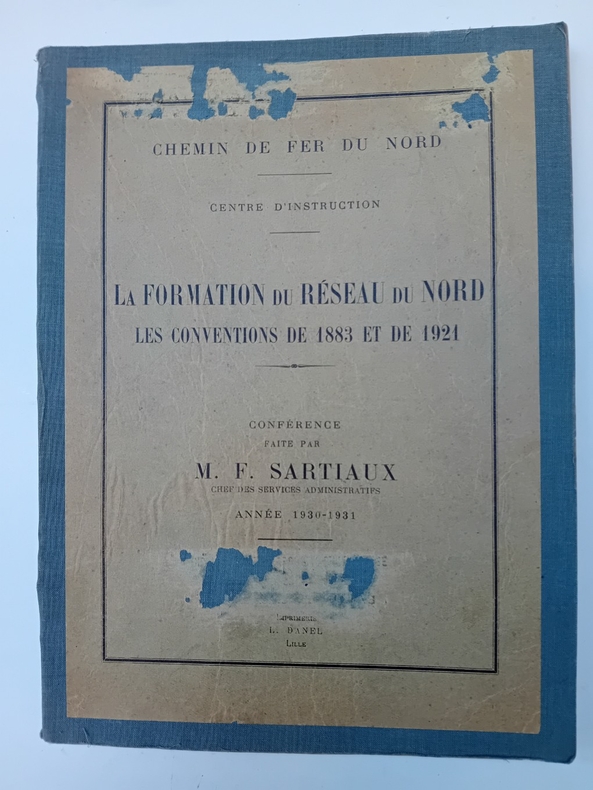 CHEMIN DE FER DU NORD
CENTRE D'INSTRUCTION
LA FORMATION DU RÉSEAU DU NORD
LES CONVENTIONS DE 1883 ET DE 1921
CONFÉRENCE
FAITE PAR
M. F. SARTIAUX
CHEF DES SERVICES ADMINISTRATIFS
ANNÉE 1930-1931
IMPRIMERIE
L. DANEL
LILLE